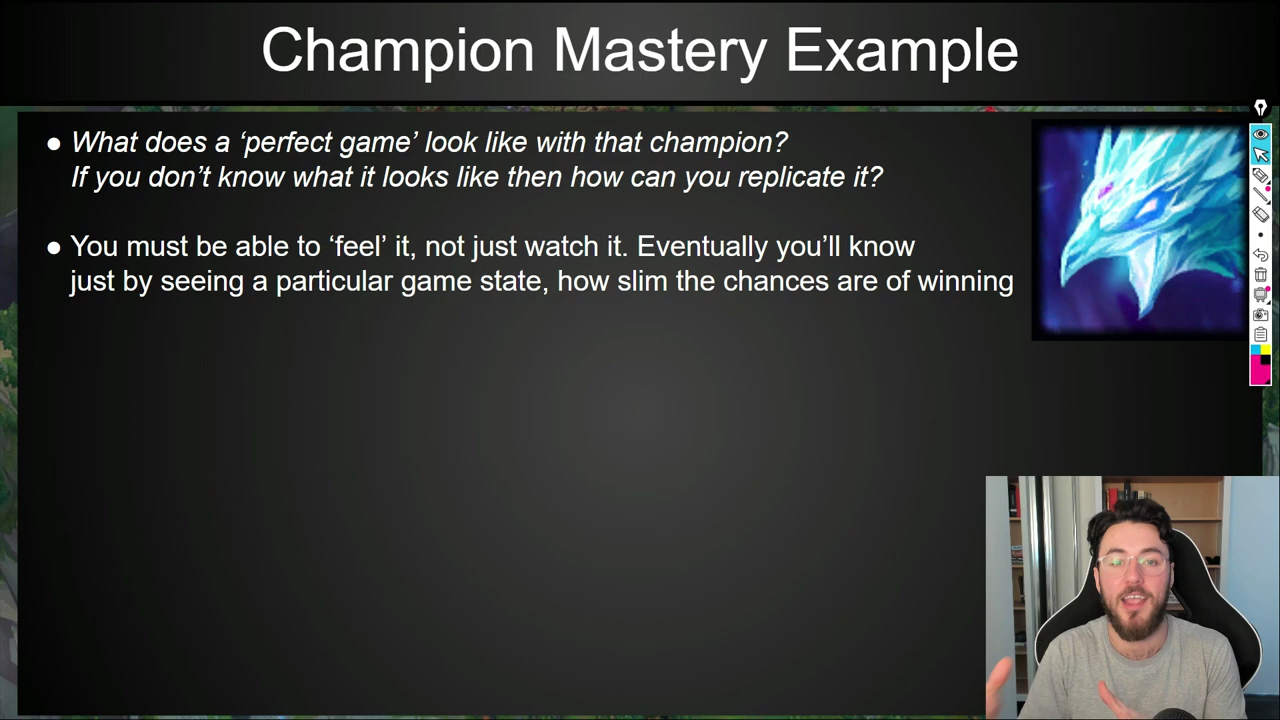 Champion Mastery Example
● What does a ‘perfect game’ look like with that champion?
If you don’t know what it looks like then how can you replicate it?
● You must be able to ‘feel’ it, not just watch it. Eventually you’ll know
just by seeing a particular game state, how slim the chances are of winning